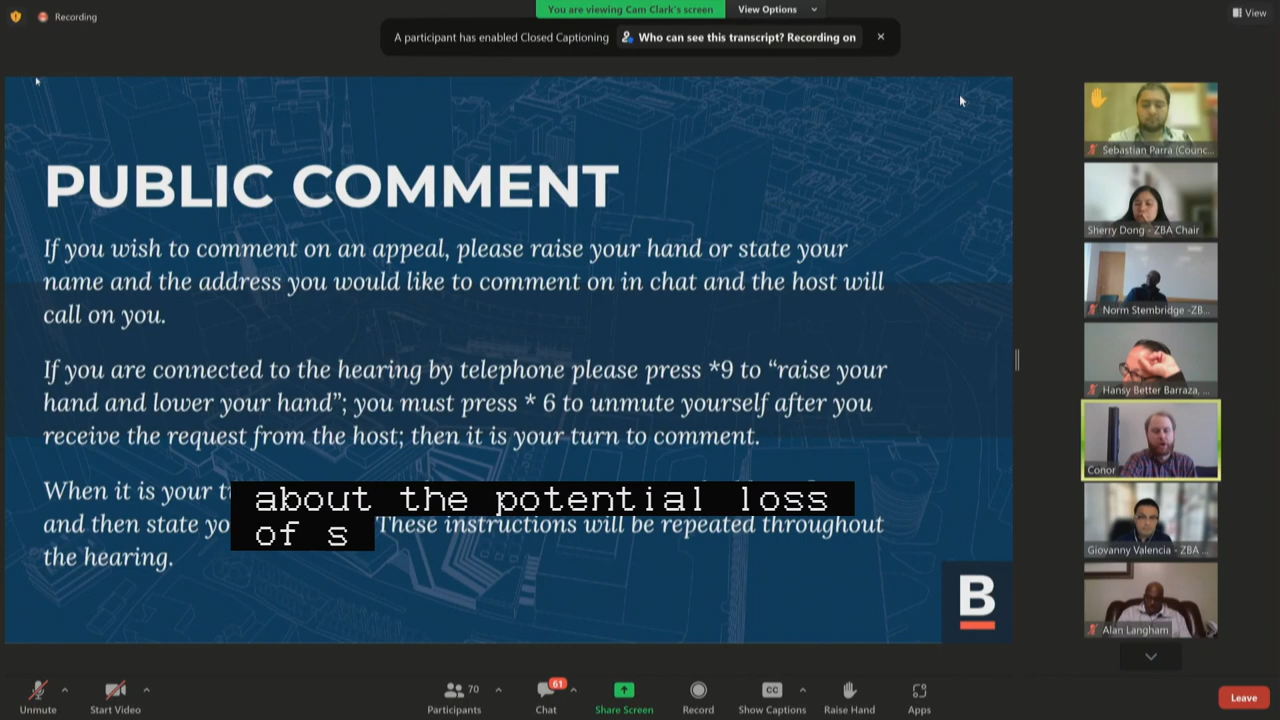 Recording
You are viewing Cam Clark's screen
View Options
View
A participant has enabled Closed Captioning
Who can see this transcript? Recording on
PUBLIC COMMENT
If you wish to comment on an appeal, please raise your hand or state your
name and the address you would like to comment on in chat and the host will
call on you.
If you are connected to the hearing by telephone please press *9 to “raise your
hand and lower your hand”; you must press * 6 to unmute yourself after you
receive the request from the host; then it is your turn to comment.
When it is your
about the potential loss
and then state
of s
These instructions will be repeated throughout
the hearing.
B
Sebastian Parra (Counc...
Sherry Dong - ZBA Chair
Norm Stembridge -ZB...
Hansy Better Barraza, ...
Conor
Giovanny Valencia - ZBA ...
Alan Langham
Unmute
Start Video
70
Participants
61
Chat
Share Screen
Record
CC
Show Captions
Raise Hand
Apps
Leave